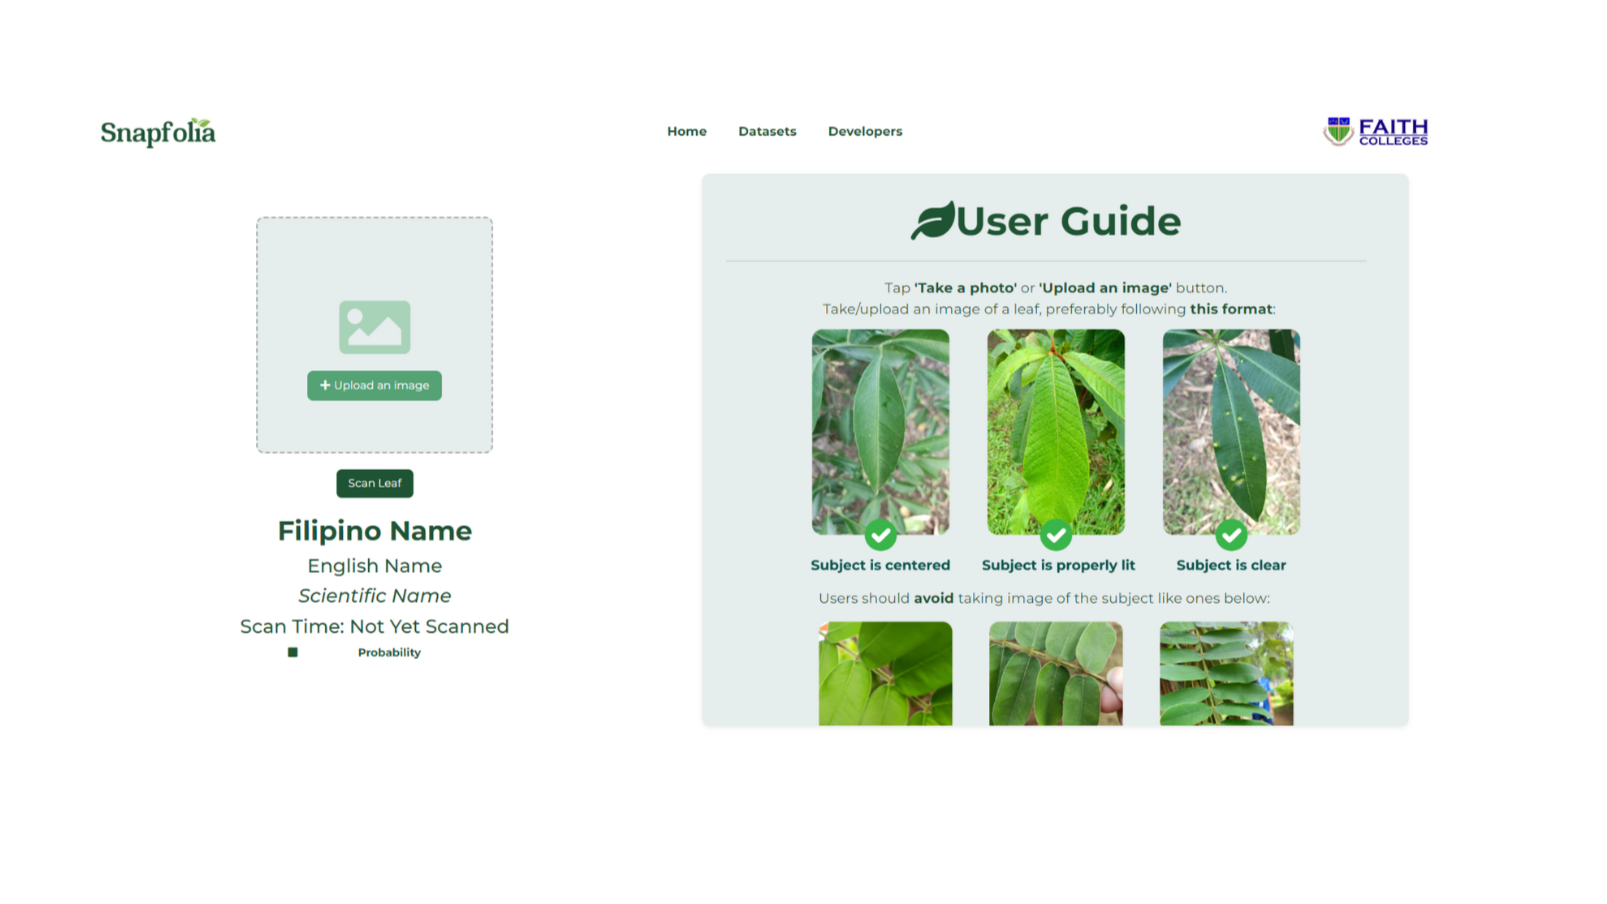 Snapfolia
Home
Datasets
Developers
FAITH
COLLEGES
+ Upload an image
Scan Leaf
Filipino Name
English Name
Scientific Name
Scan Time: Not Yet Scanned
Probability
User Guide
Tap 'Take a photo' or 'Upload an image' button.
Take/upload an image of a leaf, preferably following this format:
Subject is centered
Subject is properly lit
Subject is clear
Users should avoid taking image of the subject like ones below: